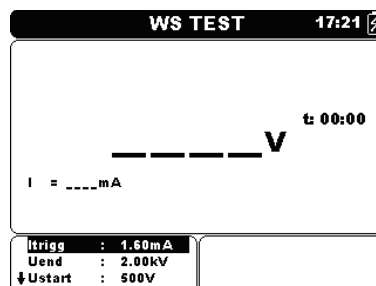 WS TEST 17:21
t: 00:00
____V
I = ____mA
Itrigg : 1.60mA
Uend : 2.00kV
↓Ustart : 500V